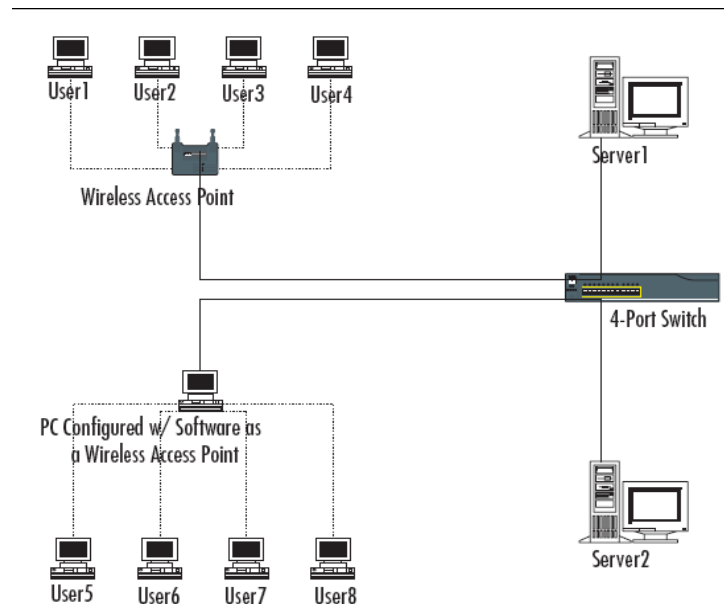 User1
User2
User3
User4
Server1
Wireless Access Point
4-Port Switch
PC Configured w/ Software as
a Wireless Access Point
Server2
User5
User6
User7
User8